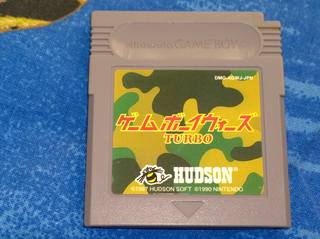 Nintendo GAME BOY
ゲームボーイウォーズ
TURBO
HUDSON
©1997 HUDSON SOFT ©1990 NINTENDO